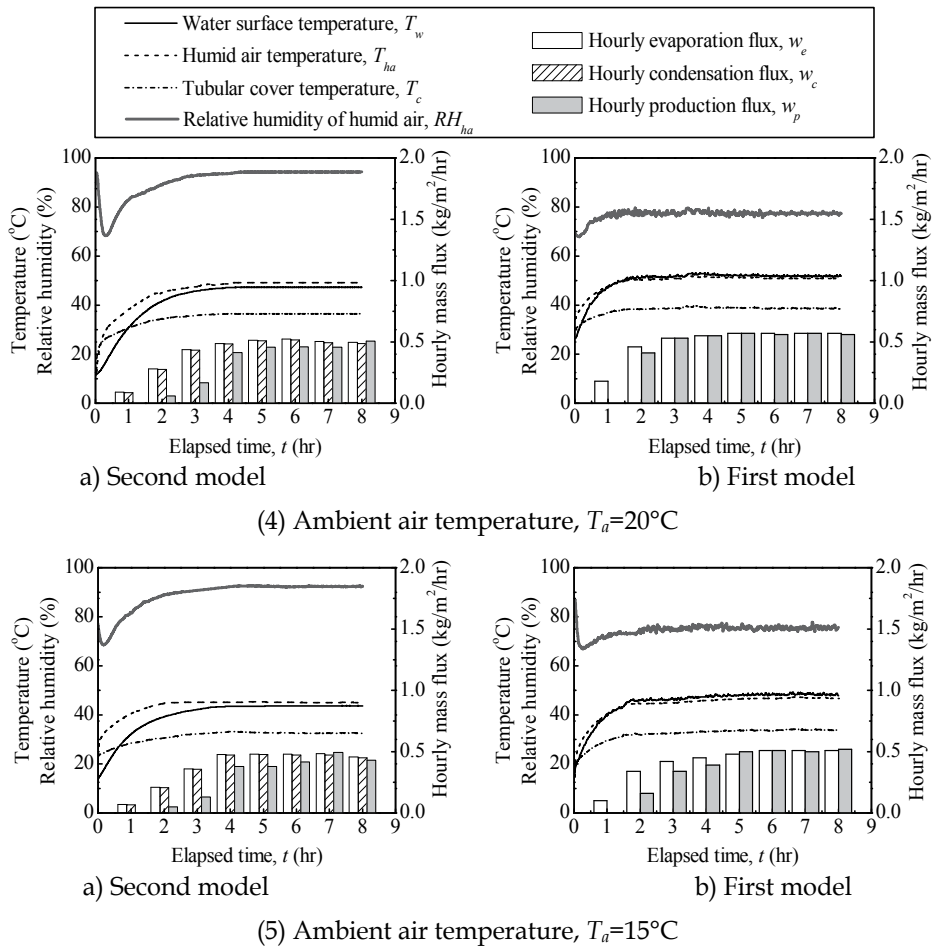 Water surface temperature, T_w
Humid air temperature, T_ha
Tubular cover temperature, T_c
Relative humidity of humid air, RH_ha
Hourly evaporation flux, w_e
Hourly condensation flux, w_c
Hourly production flux, w_p
100
80
60
40
20
0
Temperature (°C)
Relative humidity (%)
2.0
1.5
1.0
0.5
0.0
Hourly mass flux (kg/m²/hr)
0 1 2 3 4 5 6 7 8 9
Elapsed time, t (hr)
a) Second model
100
80
60
40
20
0
Temperature (°C)
Relative humidity (%)
2.0
1.5
1.0
0.5
0.0
Hourly mass flux (kg/m²/hr)
0 1 2 3 4 5 6 7 8 9
Elapsed time, t (hr)
b) First model
(4) Ambient air temperature, T_a=20°C
100
80
60
40
20
0
Temperature (°C)
Relative humidity (%)
2.0
1.5
1.0
0.5
0.0
Hourly mass flux (kg/m²/hr)
0 1 2 3 4 5 6 7 8 9
Elapsed time, t (hr)
a) Second model
100
80
60
40
20
0
Temperature (°C)
Relative humidity (%)
2.0
1.5
1.0
0.5
0.0
Hourly mass flux (kg/m²/hr)
0 1 2 3 4 5 6 7 8 9
Elapsed time, t (hr)
b) First model
(5) Ambient air temperature, T_a=15°C